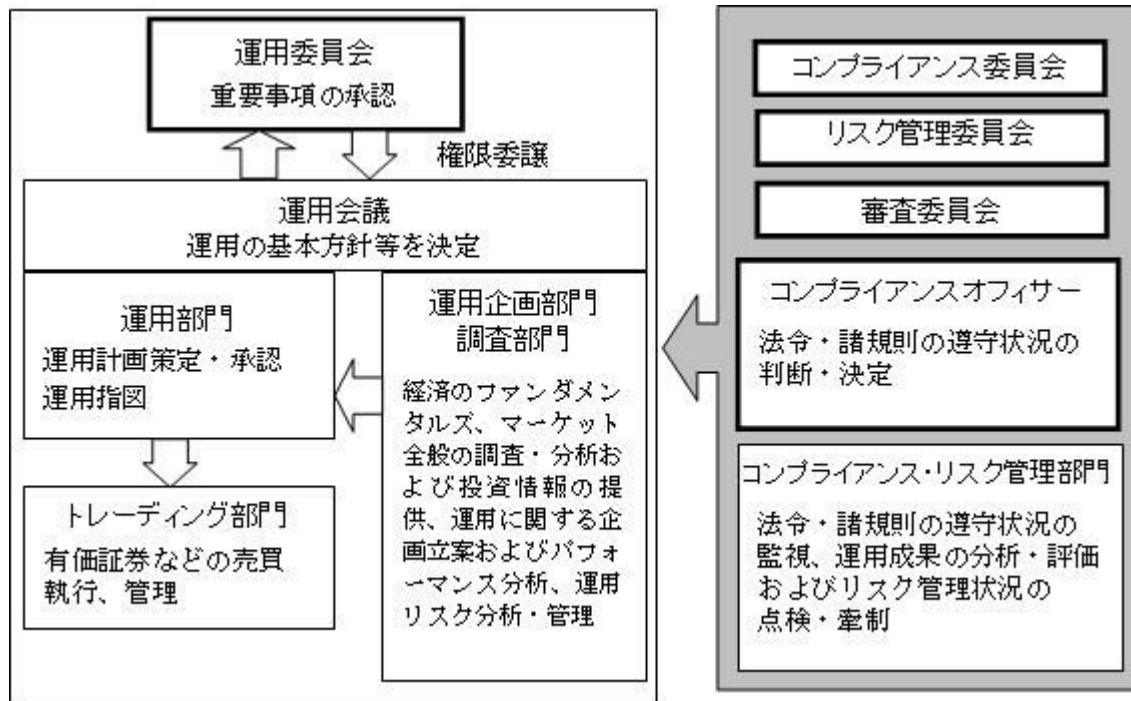 運用委員会
重要事項の承認
権限委譲
運用会議
運用の基本方針等を決定
運用部門
運用計画策定・承認
運用指図
トレーディング部門
有価証券などの売買
執行、管理
運用企画部門
調査部門
経済のファンダメン
タルズ、マーケット
全般の調査・分析お
よび投資情報の提
供、運用に関する企
画立案およびパフォ
ーマンス分析、運用
リスク分析・管理
コンプライアンス委員会
リスク管理委員会
審査委員会
コンプライアンスオフィサー
法令・諸規則の遵守状況の
判断・決定
コンプライアンス・リスク管理部門
法令・諸規則の遵守状況の
監視、運用成果の分析・評価
およびリスク管理状況の
点検・牽制